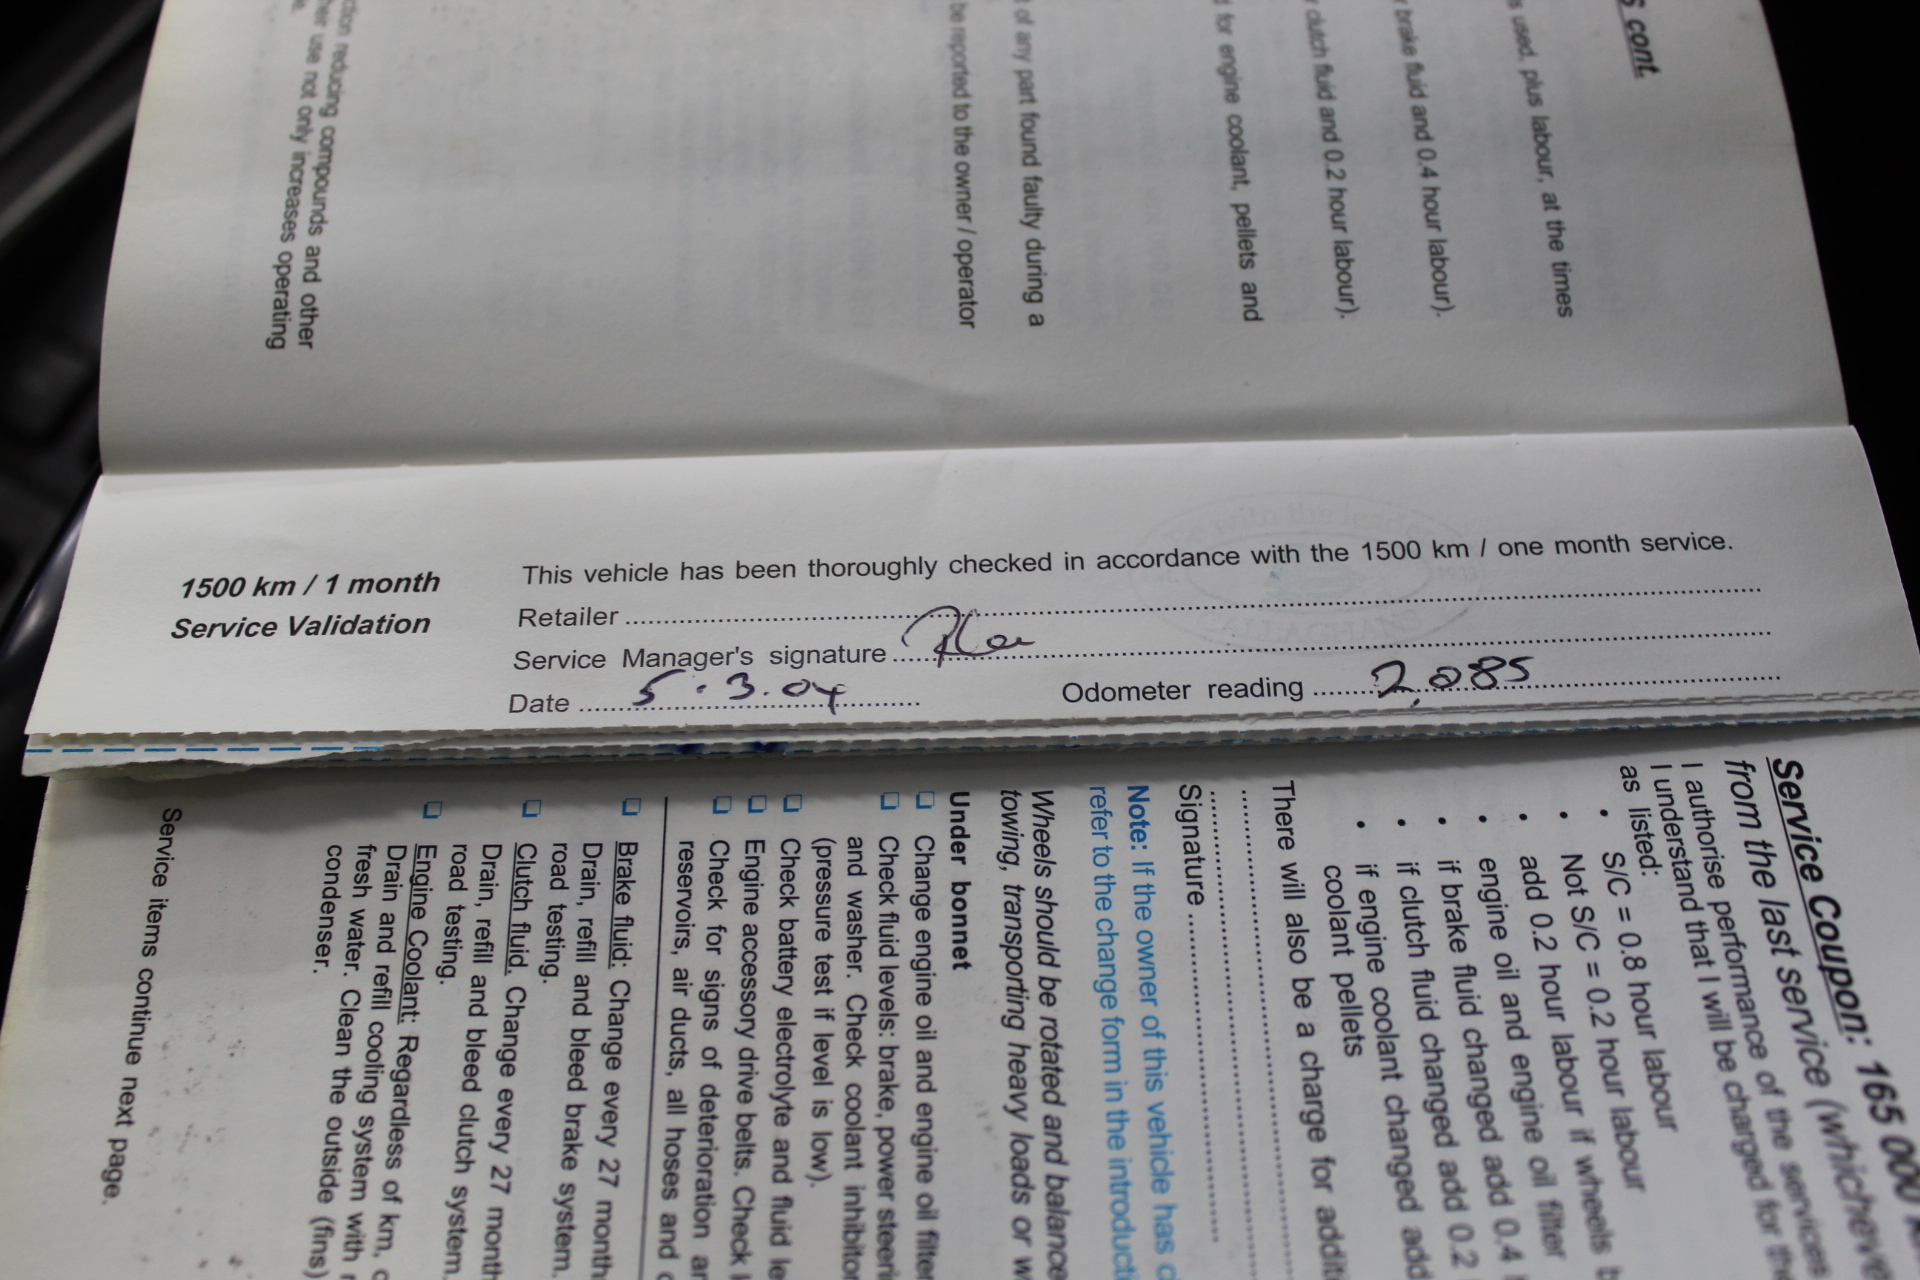 s cont.
s used, plus labour, at the times
brake fluid and 0.4 hour labour).
clutch fluid and 0.2 hour labour).
for engine coolant, pellets and
of any part found faulty during a
be reported to the owner / operator
ction reducing compounds and other
her use not only increases operating
1500 km / 1 month
Service Validation
This vehicle has been thoroughly checked in accordance with the 1500 km / one month service.
Retailer
Service Manager's signature
Date 5.3.04 Odometer reading 2,085
Service Coupon: 165 000
from the last service (whichev
I authorise performance of the services
I understand that I will be charged for th
as listed:
• S/C = 0.8 hour labour
• Not S/C = 0.2 hour labour
• add 0.2 hour labour if wheels b
• engine oil and engine oil filter
• if brake fluid changed add 0.4
• if clutch fluid changed add 0.2
• if engine coolant changed add
coolant pellets
There will also be a charge for additi
Signature
Note: If the owner of this vehicle has c
refer to the change form in the introducti
Wheels should be rotated and balance
towing, transporting heavy loads or w
Under bonnet
❑ Change engine oil and engine oil filter
❑ Check fluid levels: brake, power steeri
and washer. Check coolant inhibitor
(pressure test if level is low).
❑ Check battery electrolyte and fluid le
❑ Engine accessory drive belts. Check
❑ Check for signs of deterioration an
reservoirs, air ducts, all hoses and c
❑ Brake fluid: Change every 27 month
Drain, refill and bleed brake system.
road testing.
❑ Clutch fluid. Change every 27 month
Drain, refill and bleed clutch system.
road testing.
❑ Engine Coolant: Regardless of km, c
Drain and refill cooling system with
fresh water. Clean the outside (fins)
condenser.
Service items continue next page.